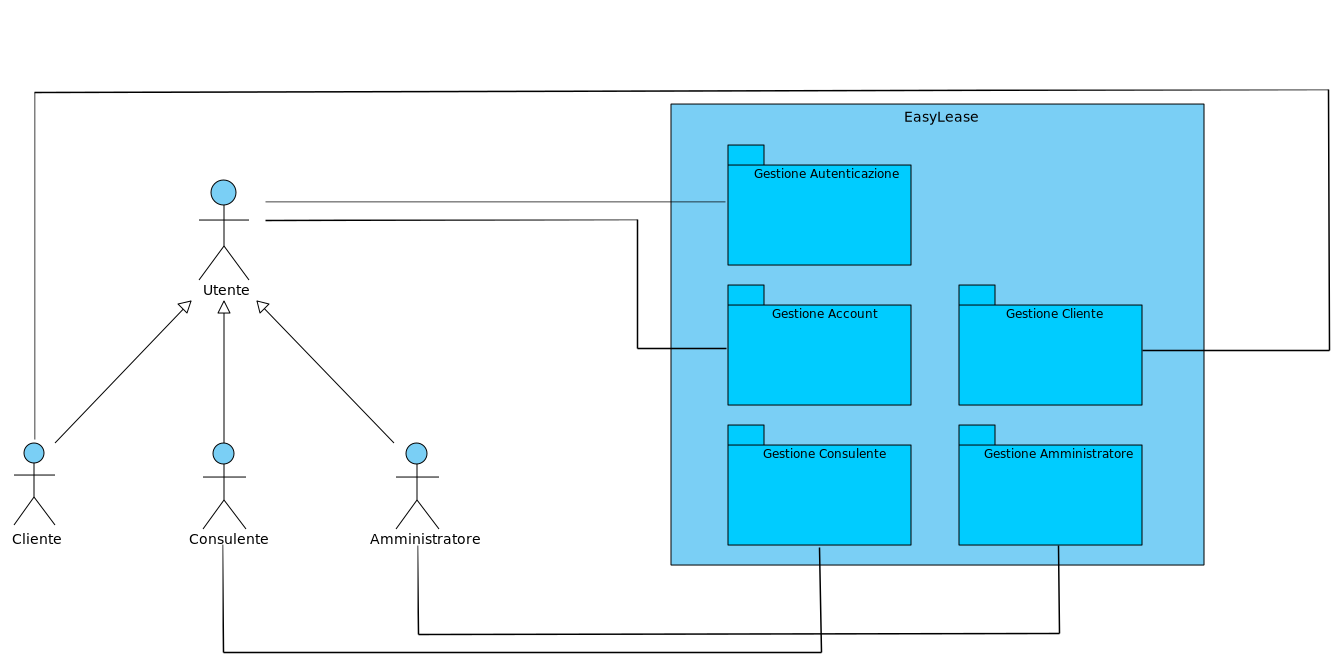 EasyLease
Gestione Autenticazione
Utente
Gestione Account
Gestione Cliente
Gestione Consulente
Gestione Amministratore
Cliente
Consulente
Amministratore